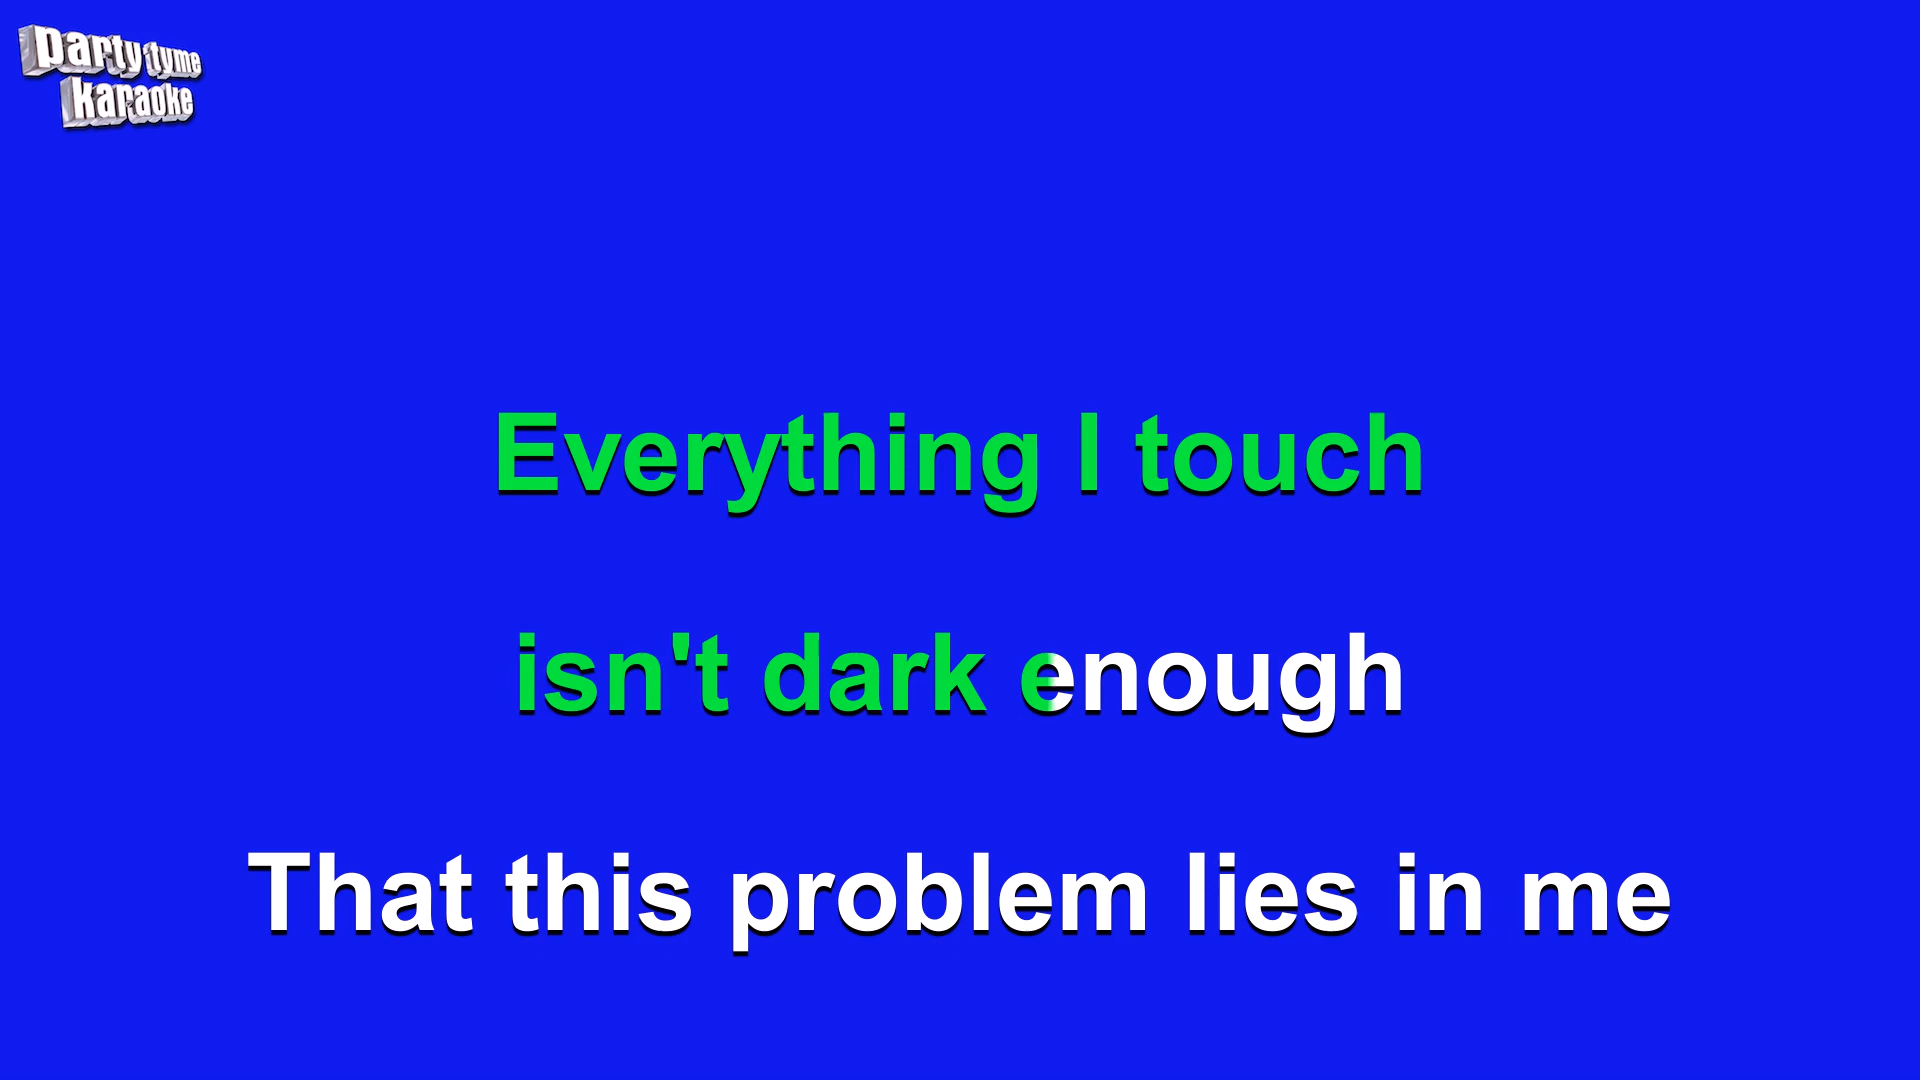 party tyme
karaoke
Everything I touch
isn't dark enough
That this problem lies in me